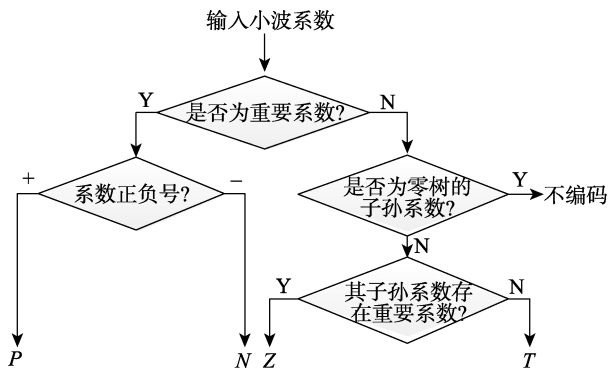 输入小波系数
是否为重要系数?
Y
N
系数正负号?
+
−
是否为零树的
子孙系数?
Y
不编码
N
其子孙系数存
在重要系数?
Y
N
P
N
Z
T